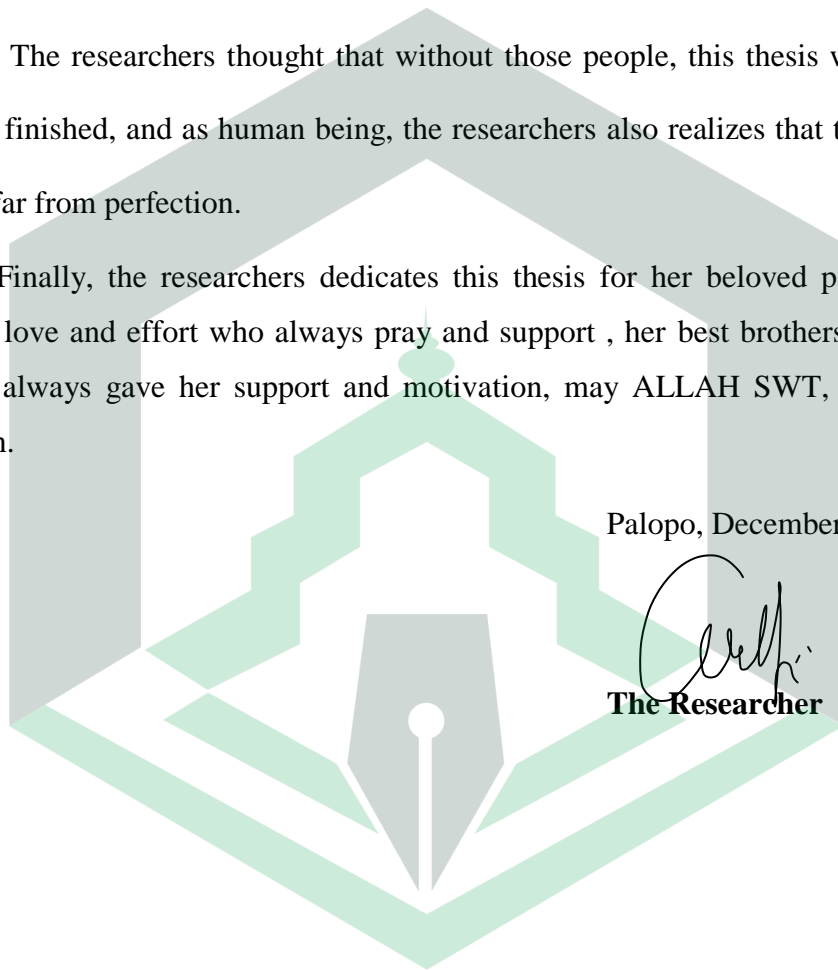 The researchers thought that without those people, this thesis
finished, and as human being, the researchers also realizes that
far from perfection.
Finally, the researchers dedicates this thesis for her beloved
love and effort who always pray and support , her best brothers
always gave her support and motivation, may ALLAH SWT,
Palopo, December
The Researcher